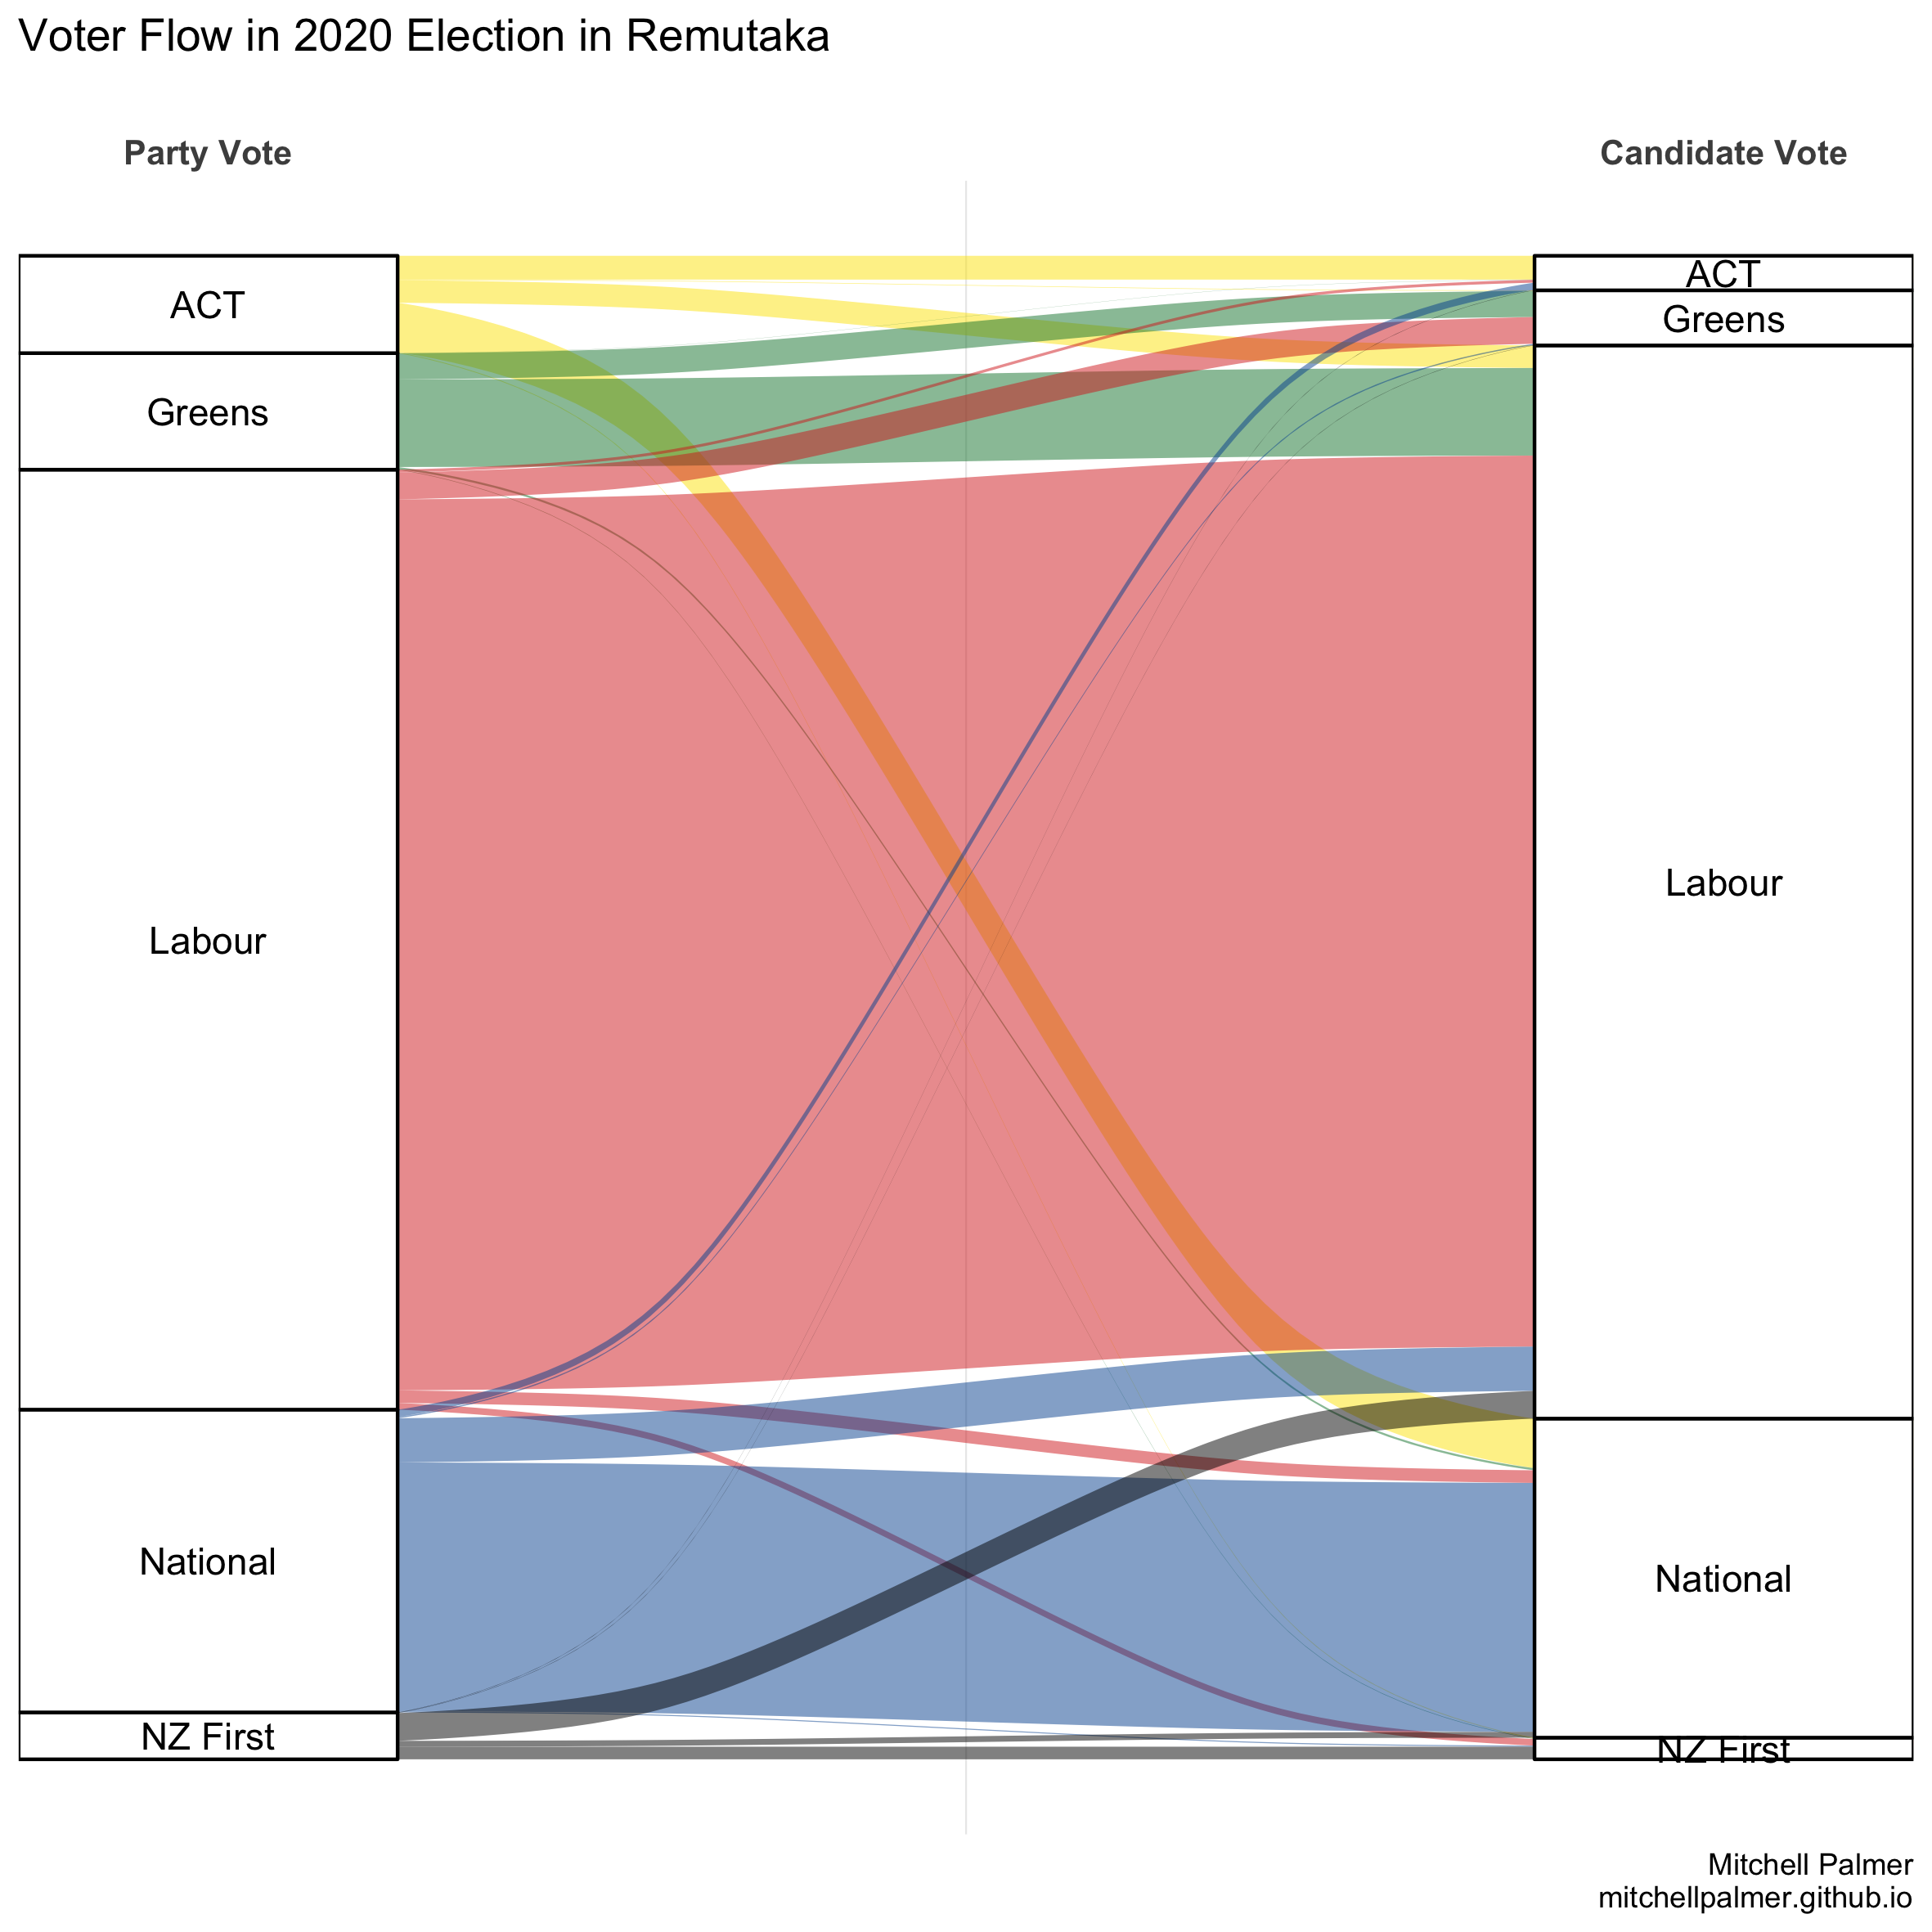 Voter Flow in 2020 Election in Remutaka
Party Vote
Candidate Vote
ACT
Greens
Labour
National
NZ First
ACT
Greens
Labour
National
NZ First
Mitchell Palmer
mitchellpalmer.github.io